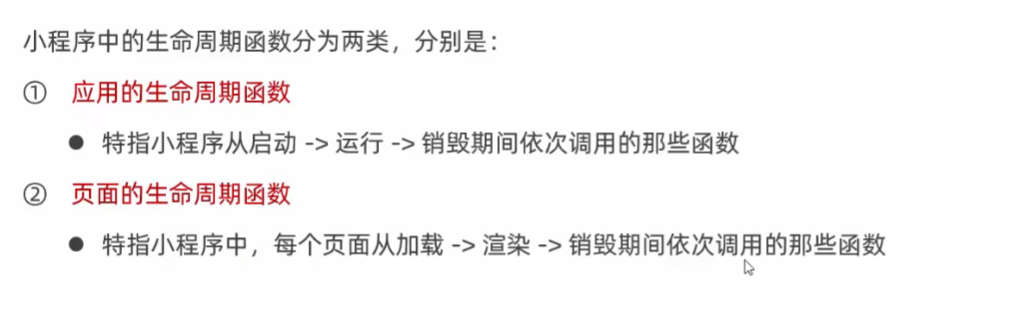 小程序中的生命周期函数分为两类，分别是：
① 应用的生命周期函数
● 特指小程序从启动 -> 运行 -> 销毁期间依次调用的那些函数
② 页面的生命周期函数
● 特指小程序中，每个页面从加载 -> 渲染 -> 销毁期间依次调用的那些函数